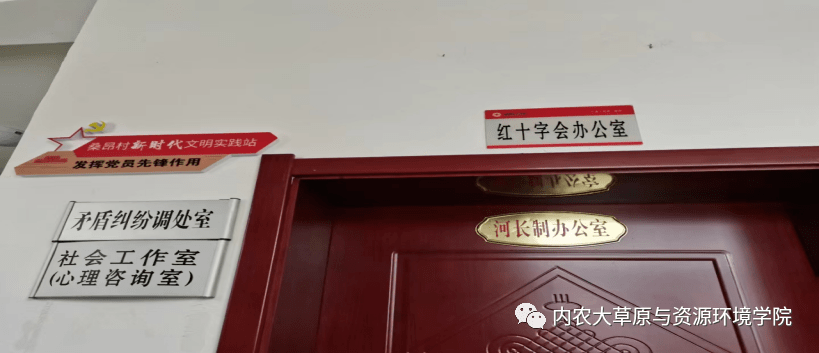 桑昂村新时代文明实践站
发挥党员先锋作用
矛盾纠纷调处室
社会工作室
(心理咨询室)
红十字会办公室
河长制办公室
内农大草原与资源环境学院